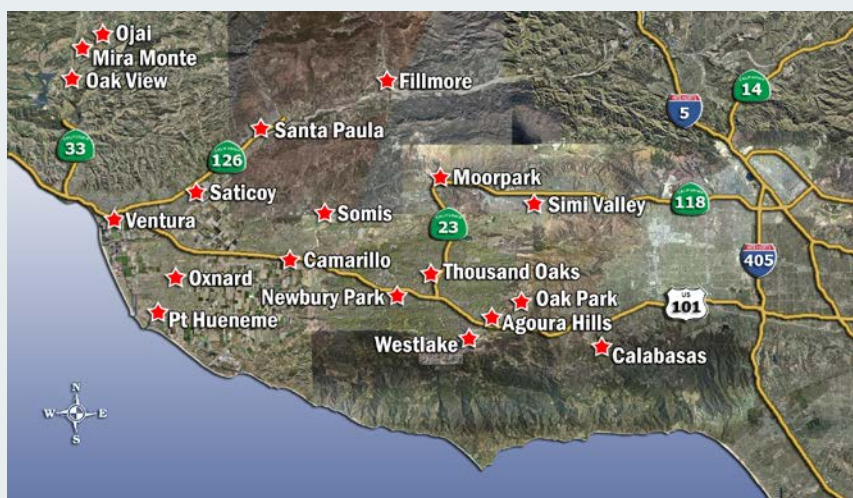 Ojai
Mira Monte
Oak View
Fillmore
14
5
Santa Paula
33
126
Moorpark
Saticoy
Simi Valley
118
Somis
Ventura
23
405
Camarillo
Thousand Oaks
Oxnard
Newbury Park
Oak Park
US
101
Pt Hueneme
Agoura Hills
Westlake
Calabasas
N
W E
S